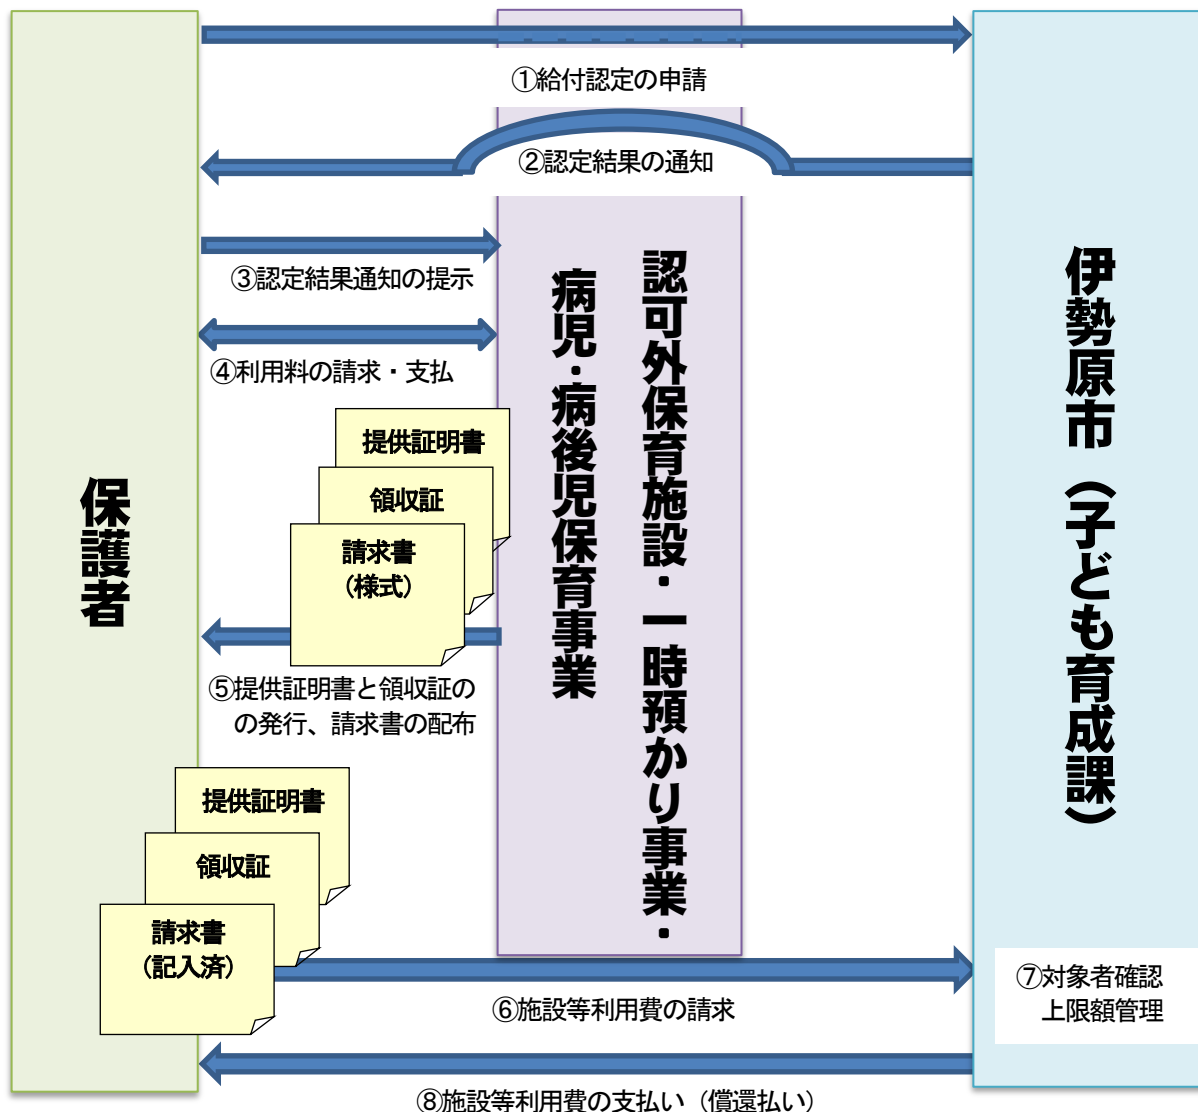 ①給付認定の申請
②認定結果の通知
③認定結果通知の提示
④利用料の請求・支払
提供証明書
領収証
請求書
(様式)
⑤提供証明書と領収証の
の発行、請求書の配布
保護者
認可外保育施設・一時預かり事業・
病児・病後児保育事業
伊勢原市（子ども育成課）
提供証明書
領収証
請求書
(記入済)
⑥施設等利用費の請求
⑦対象者確認
上限額管理
⑧施設等利用費の支払い（償還払い）